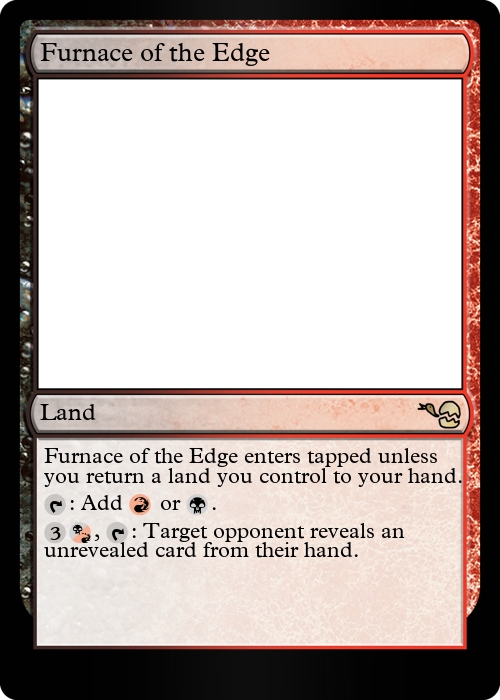 Furnace of the Edge
Land
Furnace of the Edge enters tapped unless
you return a land you control to your hand.
: Add or .
3 , : Target opponent reveals an
unrevealed card from their hand.